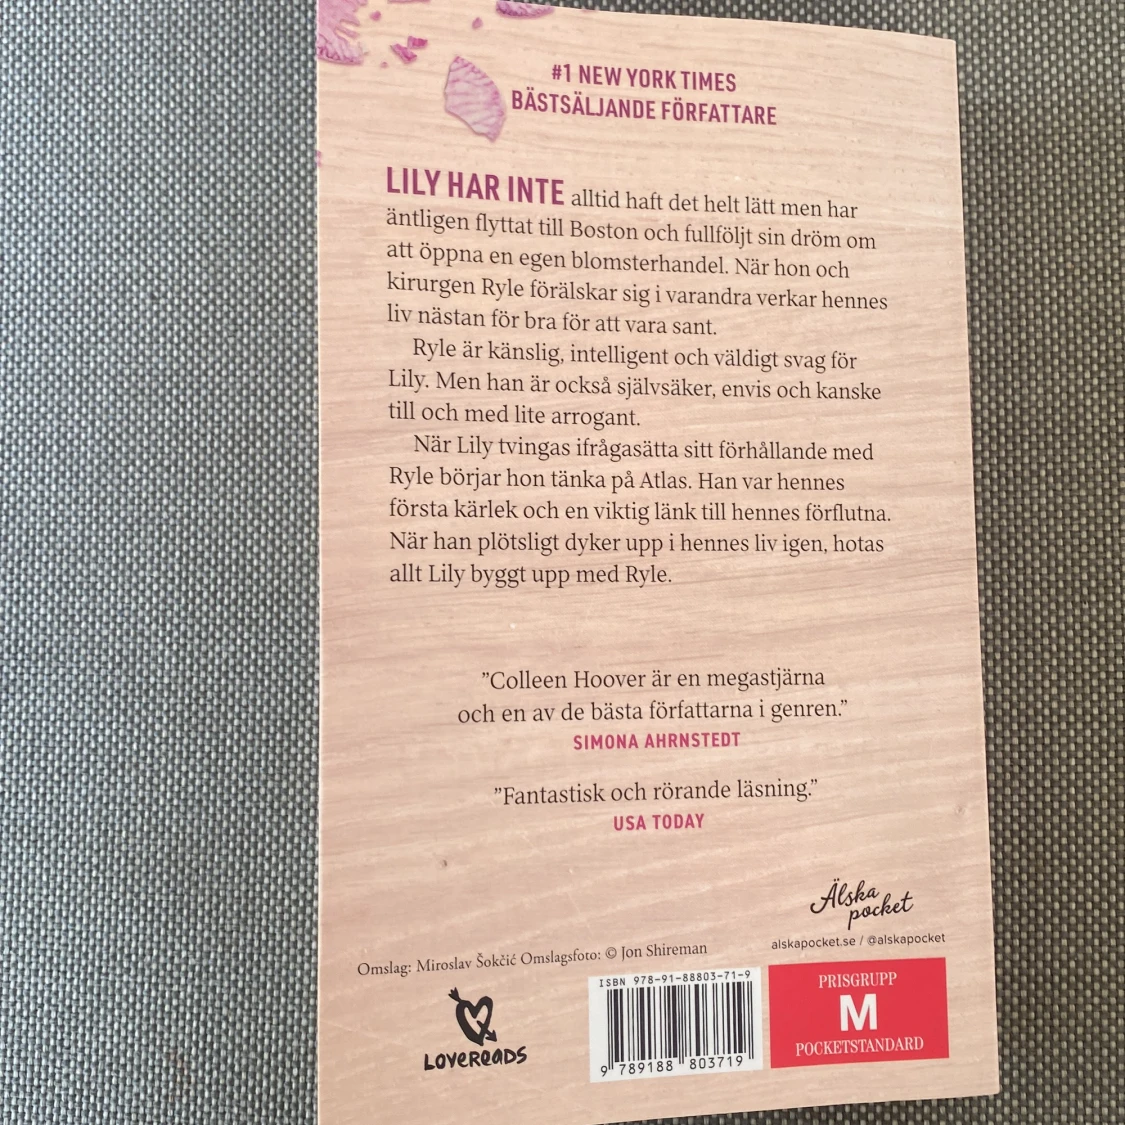 #1 NEW YORK TIMES
BÄSTSÄLJANDE FÖRFATTARE
LILY HAR INTE alltid haft det helt lätt men har
äntligen flyttat till Boston och fullföljt sin dröm om
att öppna en egen blomsterhandel. När hon och
kirurgen Ryle förälskar sig i varandra verkar hennes
liv nästan för bra för att vara sant.
Ryle är känslig, intelligent och väldigt svag för
Lily. Men han är också självsäker, envis och kanske
till och med lite arrogant.
När Lily tvingas ifrågasätta sitt förhållande med
Ryle börjar hon tänka på Atlas. Han var hennes
första kärlek och en viktig länk till hennes förflutna.
När han plötsligt dyker upp i hennes liv igen, hotas
allt Lily byggt upp med Ryle.
”Colleen Hoover är en megastjärna
och en av de bästa författarna i genren.”
SIMONA AHRNSTEDT
”Fantastisk och rörande läsning.”
USA TODAY
Älska
pocket
alskapocket.se / @alskapocket
Omslag: Miroslav Šokčić Omslagsfoto: © Jon Shireman
LOVEREADS
ISBN 978-91-88803-71-9
9 789188 803719
PRISGRUPP
M
POCKETSTANDARD